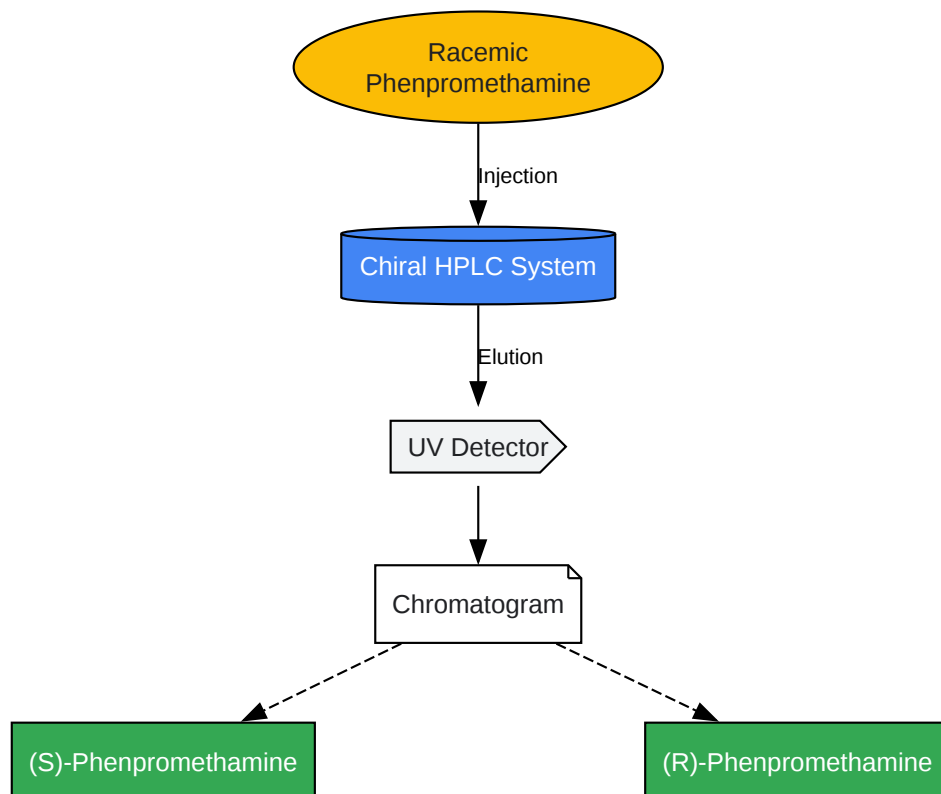 Racemic
Phenpromethamine
Injection
Chiral HPLC System
Elution
UV Detector
Chromatogram
(S)-Phenpromethamine
(R)-Phenpromethamine